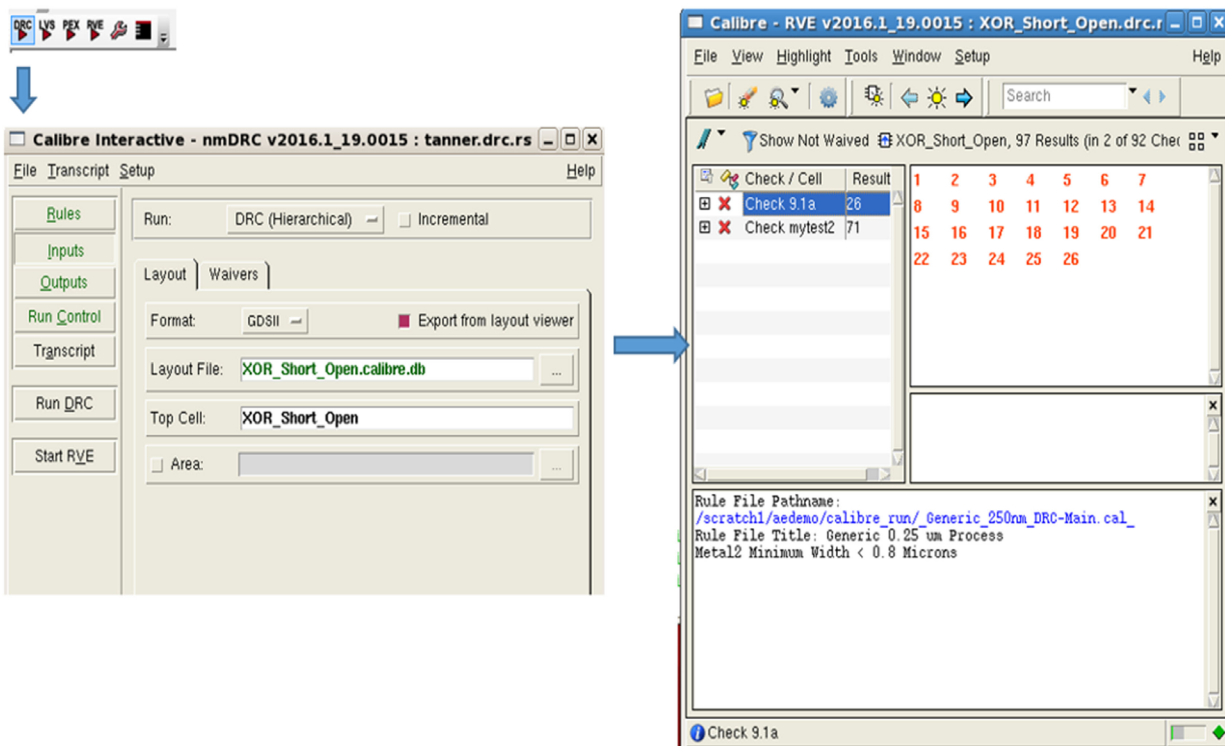 DRC LVS PEX RVE
Calibre Interactive - nmDRC v2016.1_19.0015 : tanner.drc.rs
File Transcript Setup Help
Rules
Inputs
Outputs
Run Control
Transcript
Run DRC
Start RVE
Run: DRC (Hierarchical) Incremental
Layout Waivers
Format: GDSII Export from layout viewer
Layout File: XOR_Short_Open.calibre.db ...
Top Cell: XOR_Short_Open
Area: ...
Calibre - RVE v2016.1_19.0015 : XOR_Short_Open.drc.r
File View Highlight Tools Window Setup Help
Search
Show Not Waived XOR_Short_Open, 97 Results (in 2 of 92 Chec
Check / Cell Result
Check 9.1a 26
Check mytest2 71
1 2 3 4 5 6 7
8 9 10 11 12 13 14
15 16 17 18 19 20 21
22 23 24 25 26
Rule File Pathname:
/scratch1/aedemo/calibre_run/_Generic_250nm_DRC-Main.cal_
Rule File Title: Generic 0.25 um Process
Metal2 Minimum Width < 0.8 Microns
Check 9.1a